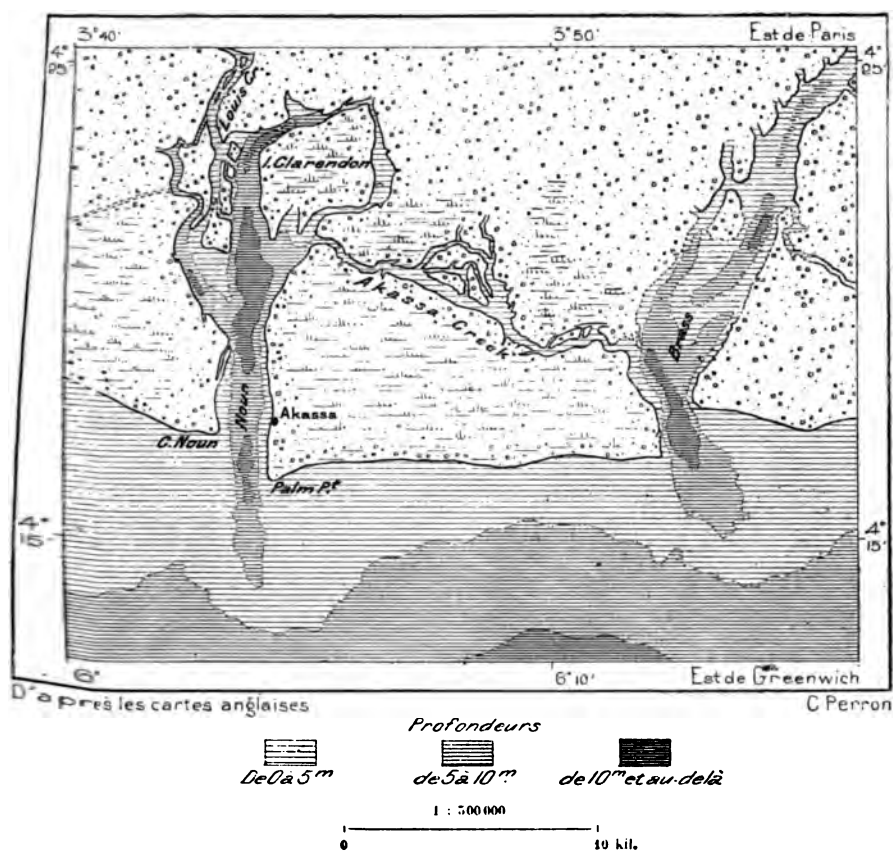 3°40' 3°50' Est de Paris
4°25' 4°25'
Louis Cr.
I. Clarendon
Akassa Creek
Brass
Noun
Akassa
C. Noun
Palm P.t
4°15' 4°15'
6° 6°10' Est de Greenwich
D'après les cartes anglaises C Perron
Profondeurs
De 0 à 5m de 5 à 10m. de 10m et au-delà
1 : 300 000
0 10 kil.